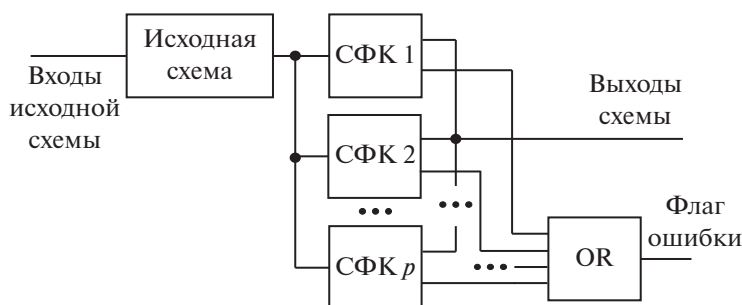 Исходная
схема
Входы
исходной
схемы
СФК 1
СФК 2
...
СФК p
...
...
OR
Выходы
схемы
Флаг
ошибки